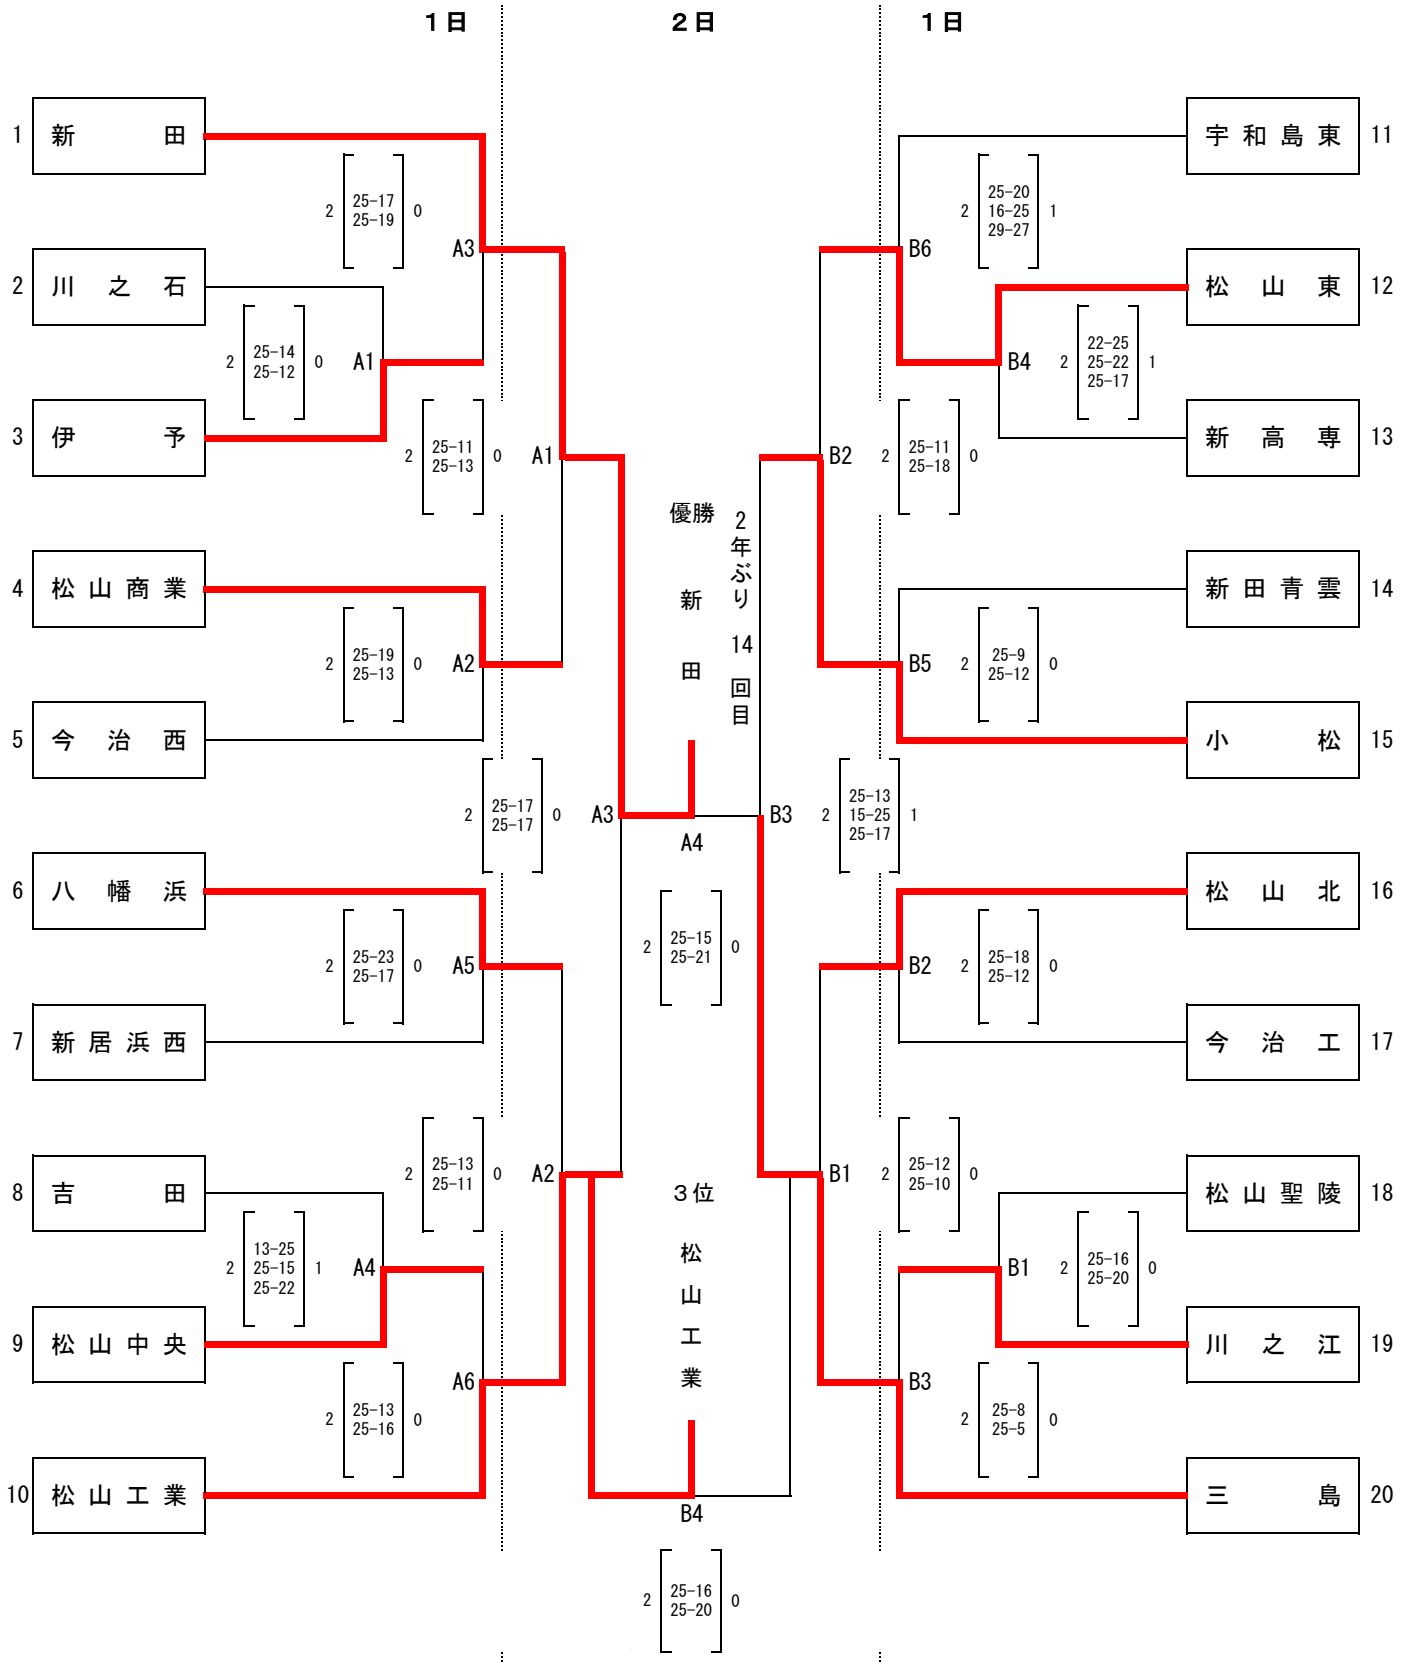 1日 2日 1日
1 新田
2 25-17 0
25-19
A3
2 川之石
2 25-14 0
25-12
A1
3 伊予
2 25-11 0
25-13
A1
4 松山商業
2 25-19 0
25-13
A2
5 今治西
2 25-17 0
25-17
A3
6 八幡浜
2 25-23 0
25-17
A5
7 新居浜西
2 25-13 0
25-11
A2
8 吉田
2 13-25 1
25-15
25-22
A4
9 松山中央
2 25-13 0
25-16
A6
10 松山工業
優勝 新田
2年ぶり 14回目
A4
2 25-15 0
25-21
3位 松山工業
B4
2 25-16 0
25-20
宇和島東 11
B6
2 25-20 1
16-25
29-27
松山東 12
B4
2 22-25 1
25-22
25-17
新高専 13
B2
2 25-11 0
25-18
新田青雲 14
B5
2 25-9 0
25-12
小松 15
B3
2 25-13 1
15-25
25-17
松山北 16
B2
2 25-18 0
25-12
今治工 17
B1
2 25-12 0
25-10
松山聖陵 18
B1
2 25-16 0
25-20
川之江 19
B3
2 25-8 0
25-5
三島 20